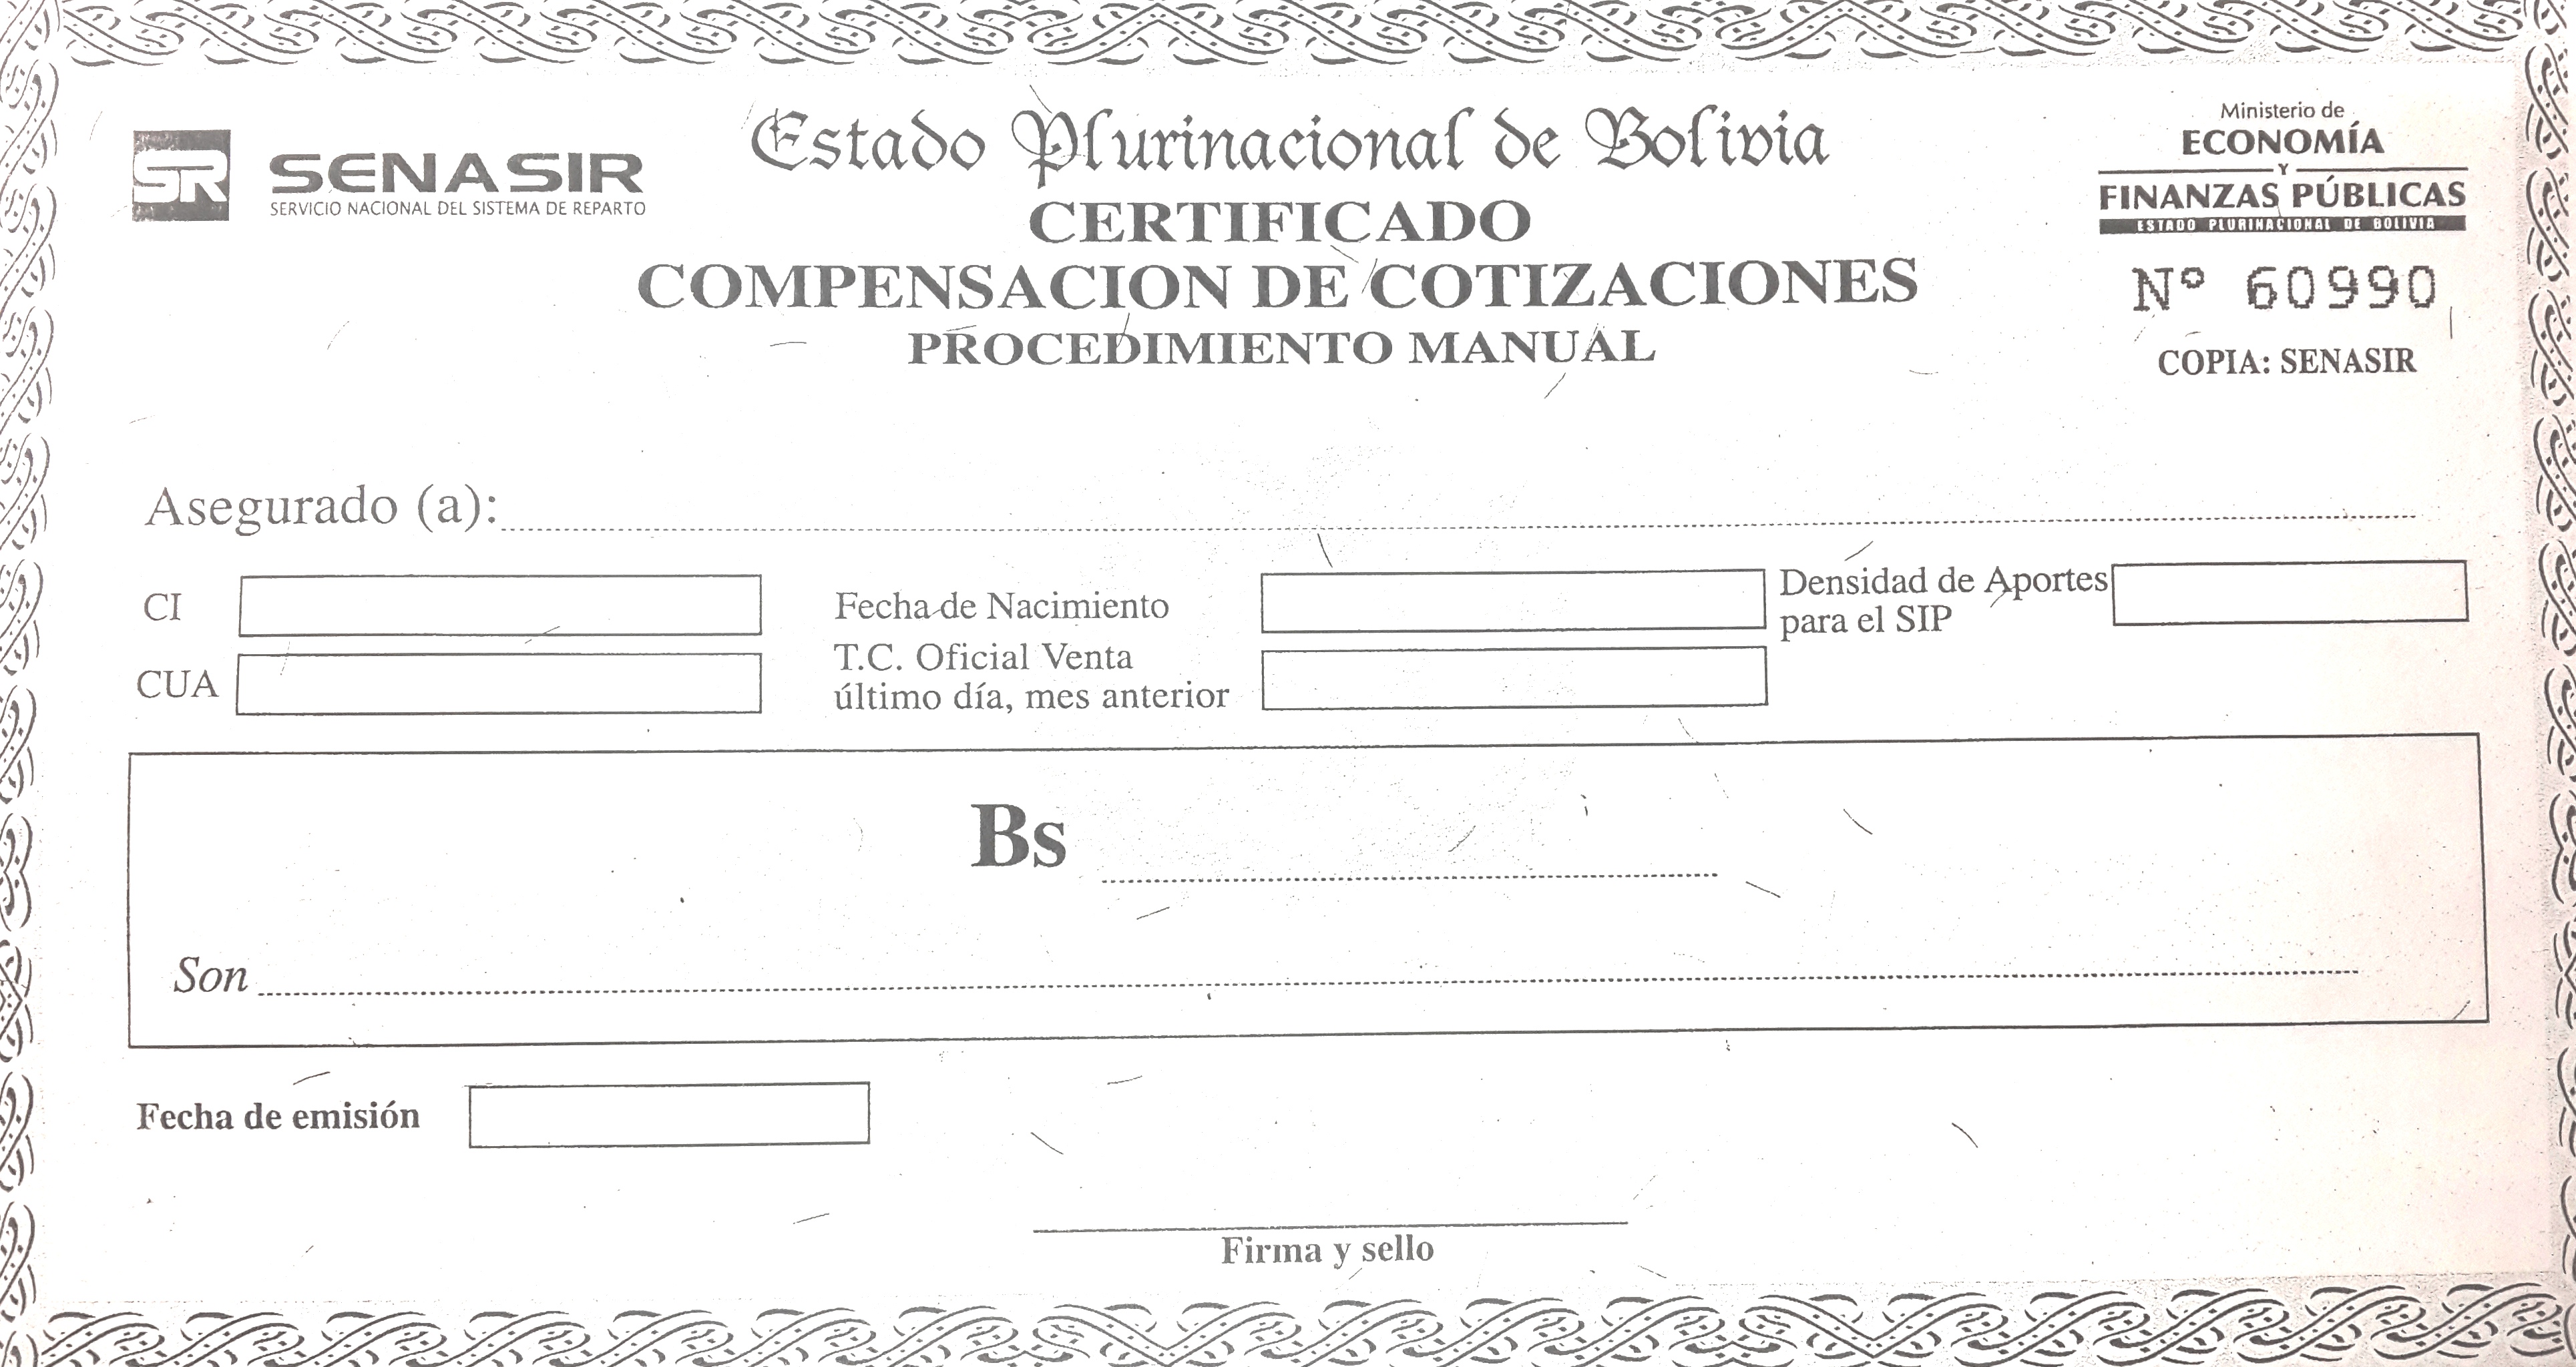 SR SENASIR
SERVICIO NACIONAL DEL SISTEMA DE REPARTO
Estado Plurinacional de Bolivia
CERTIFICADO
COMPENSACION DE COTIZACIONES
PROCEDIMIENTO MANUAL
Ministerio de
ECONOMÍA
Y
FINANZAS PÚBLICAS
ESTADO PLURINACIONAL DE BOLIVIA
Nº 60990
COPIA: SENASIR
Asegurado (a):
CI
Fecha de Nacimiento
Densidad de Aportes
para el SIP
CUA
T.C. Oficial Venta
último día, mes anterior
Bs
Son
Fecha de emisión
Firma y sello